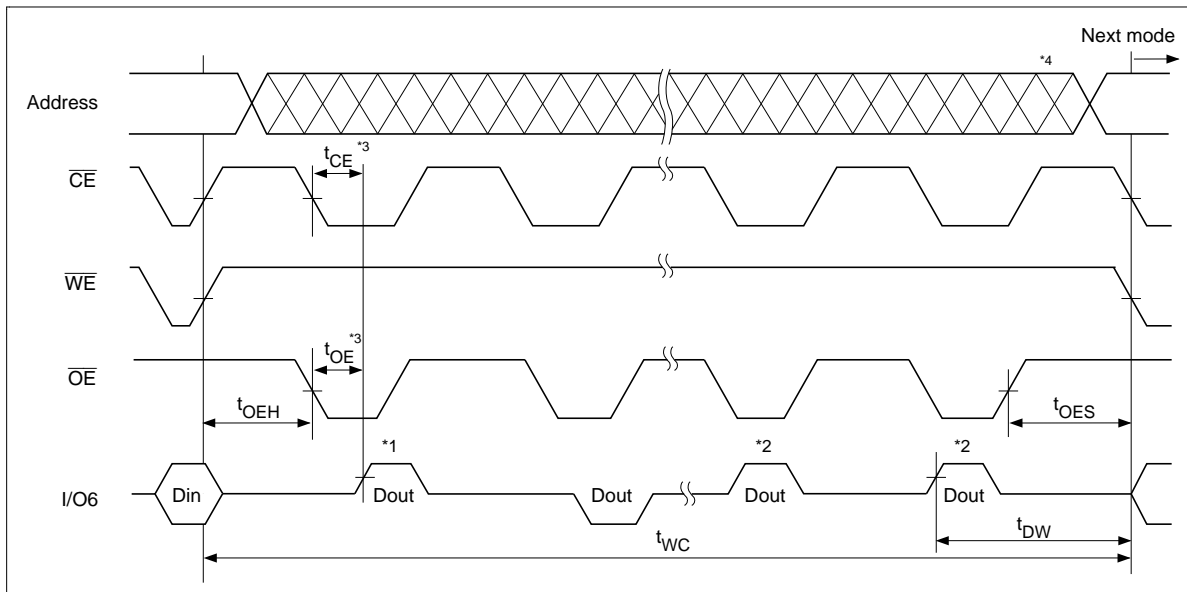 Next mode
*4
Address
tCE *3
CE
WE
tOE *3
OE
tOEH
tOES
*1
*2
*2
I/O6
Din
Dout
Dout
Dout
Dout
tWC
tDW